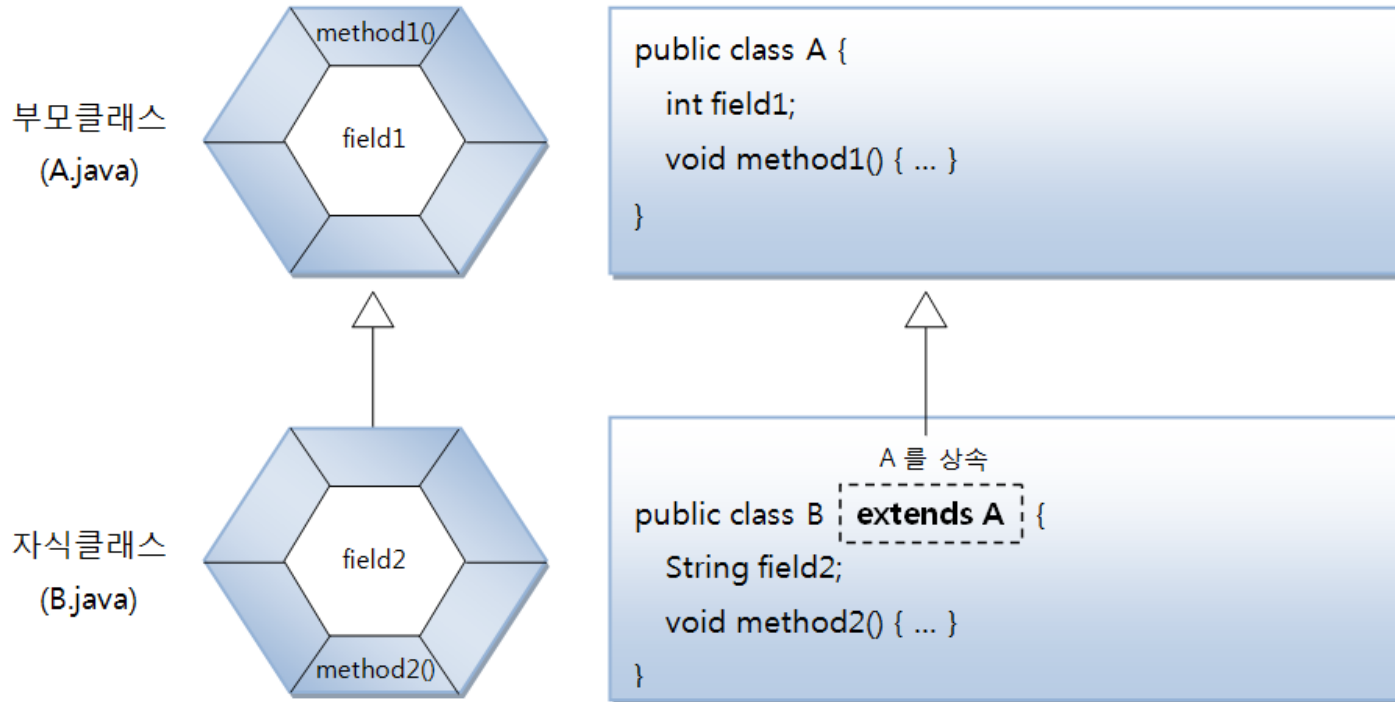 method1()
부모클래스
(A.java)
field1
public class A {
int field1;
void method1() { ... }
}
A 를 상속
자식클래스
(B.java)
field2
method2()
public class B extends A {
String field2;
void method2() { ... }
}